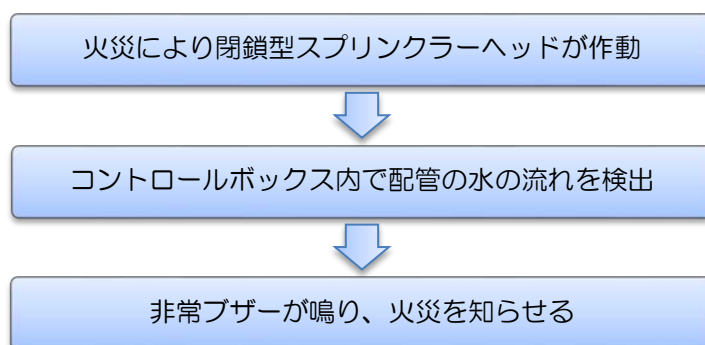 火災により閉鎖型スプリンクラーヘッドが作動
コントロールボックス内で配管の水の流れを検出
非常ブザーが鳴り、火災を知らせる